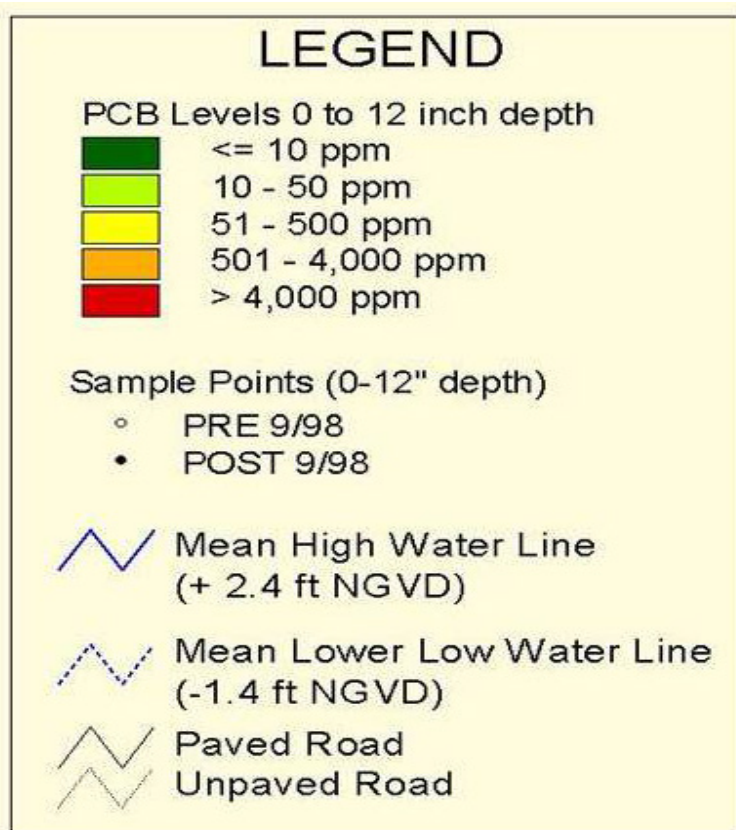 LEGEND
PCB Levels 0 to 12 inch depth
<= 10 ppm
10 - 50 ppm
51 - 500 ppm
501 - 4,000 ppm
> 4,000 ppm
Sample Points (0-12" depth)
PRE 9/98
POST 9/98
Mean High Water Line
(+ 2.4 ft NGVD)
Mean Lower Low Water Line
(-1.4 ft NGVD)
Paved Road
Unpaved Road